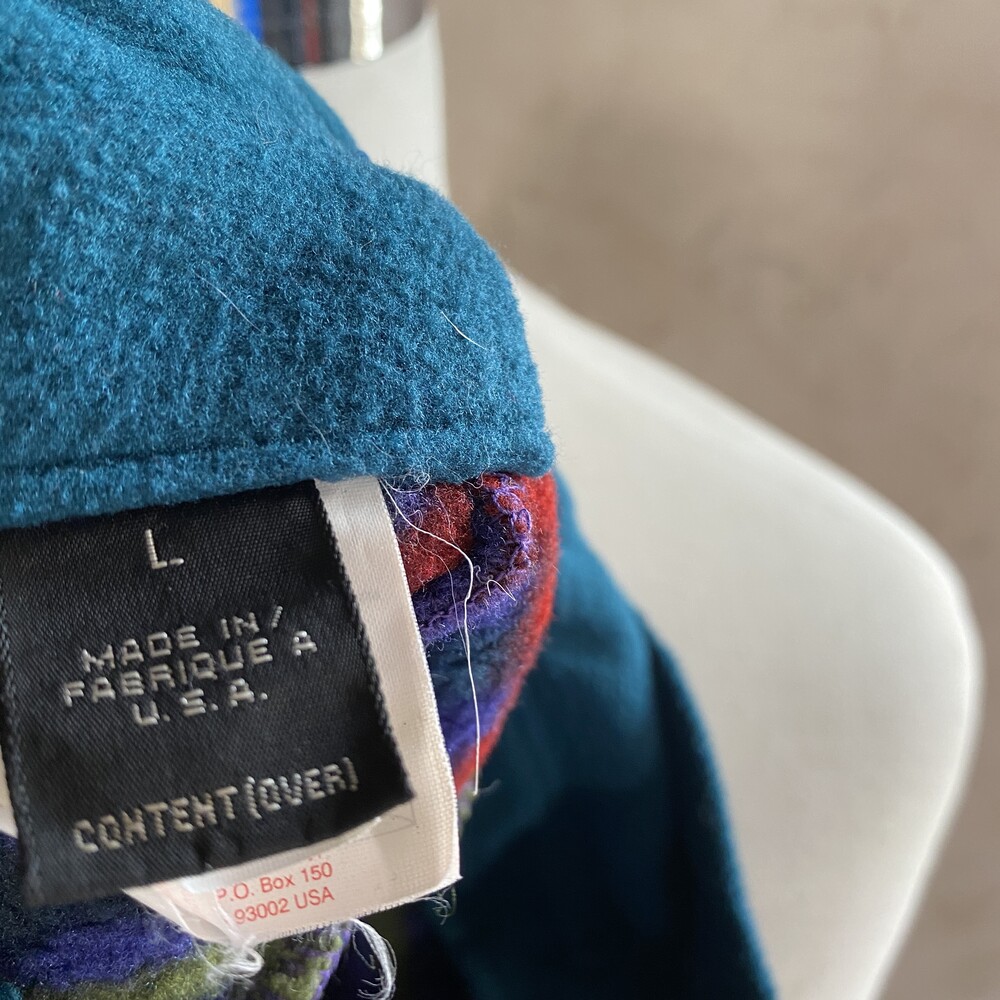 L.
MADE IN/
FABRIQUE A
U.S.A.
CONTENT (OVER)
P.O. Box 150
93002 USA